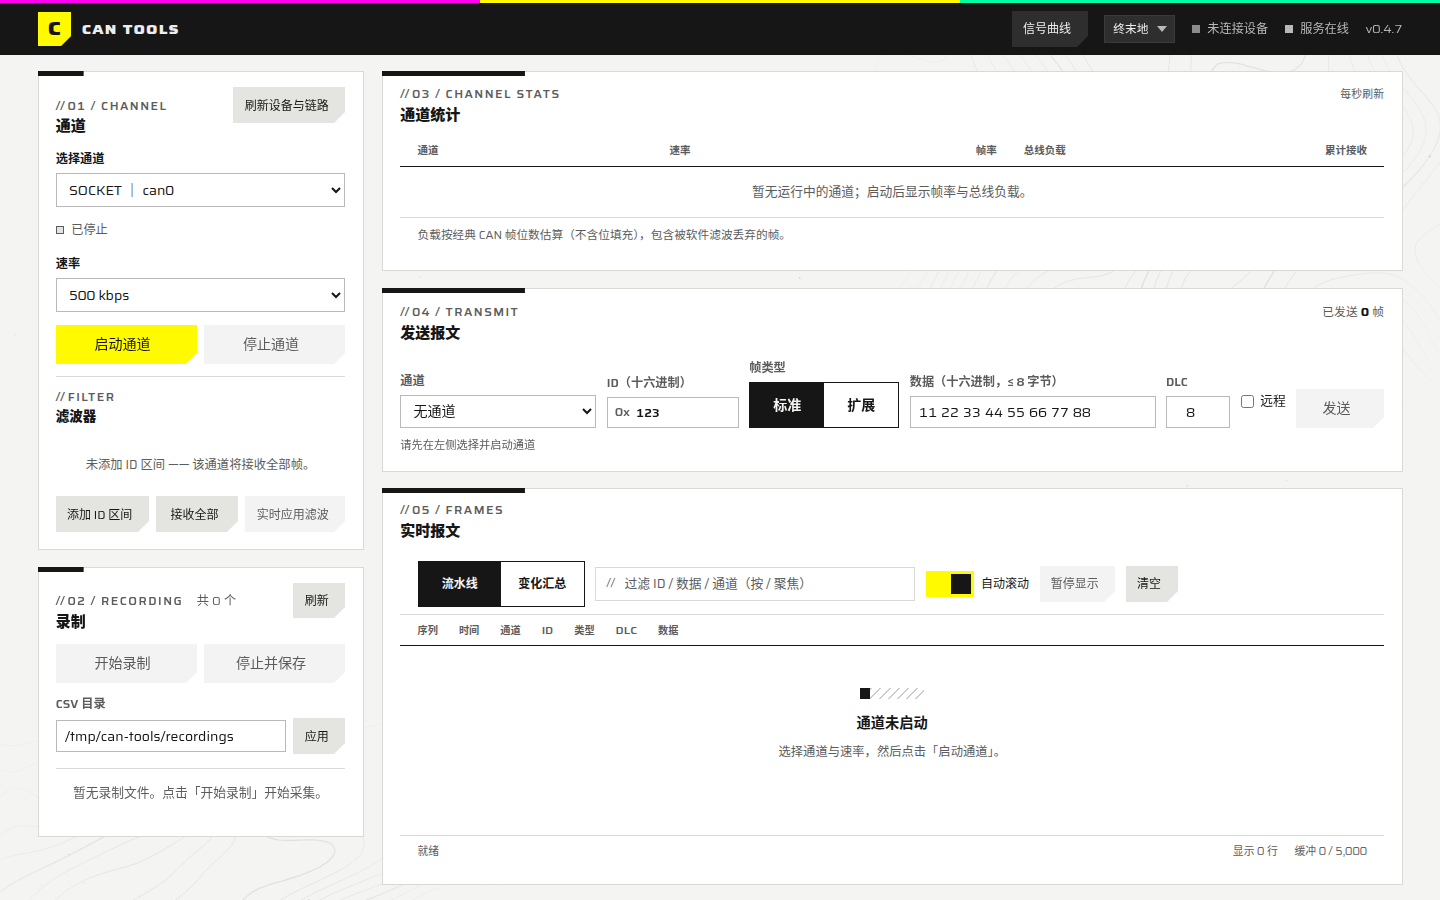 C CAN TOOLS
信号曲线 终末地 未连接设备 服务在线 v0.4.7
//01 / CHANNEL
通道
刷新设备与链路
选择通道
SOCKET | can0
已停止
速率
500 kbps
启动通道 停止通道
//FILTER
滤波器
未添加 ID 区间 —— 该通道将接收全部帧。
添加 ID 区间 接收全部 实时应用滤波
//02 / RECORDING 共 0 个
录制
刷新
开始录制 停止并保存
CSV 目录
/tmp/can-tools/recordings 应用
暂无录制文件。点击「开始录制」开始采集。
//03 / CHANNEL STATS
通道统计
每秒刷新
通道 速率 帧率 总线负载 累计接收
暂无运行中的通道；启动后显示帧率与总线负载。
负载按经典 CAN 帧位数估算（不含位填充），包含被软件滤波丢弃的帧。
//04 / TRANSMIT
发送报文
已发送 0 帧
通道 ID（十六进制） 帧类型 数据（十六进制，≤ 8 字节） DLC
无通道 0x 123 标准 扩展 11 22 33 44 55 66 77 88 8 远程 发送
请先在左侧选择并启动通道
//05 / FRAMES
实时报文
流水线 变化汇总 // 过滤 ID / 数据 / 通道（按 / 聚焦） 自动滚动 暂停显示 清空
序列 时间 通道 ID 类型 DLC 数据
通道未启动
选择通道与速率，然后点击「启动通道」。
就绪 显示 0 行 缓冲 0 / 5,000